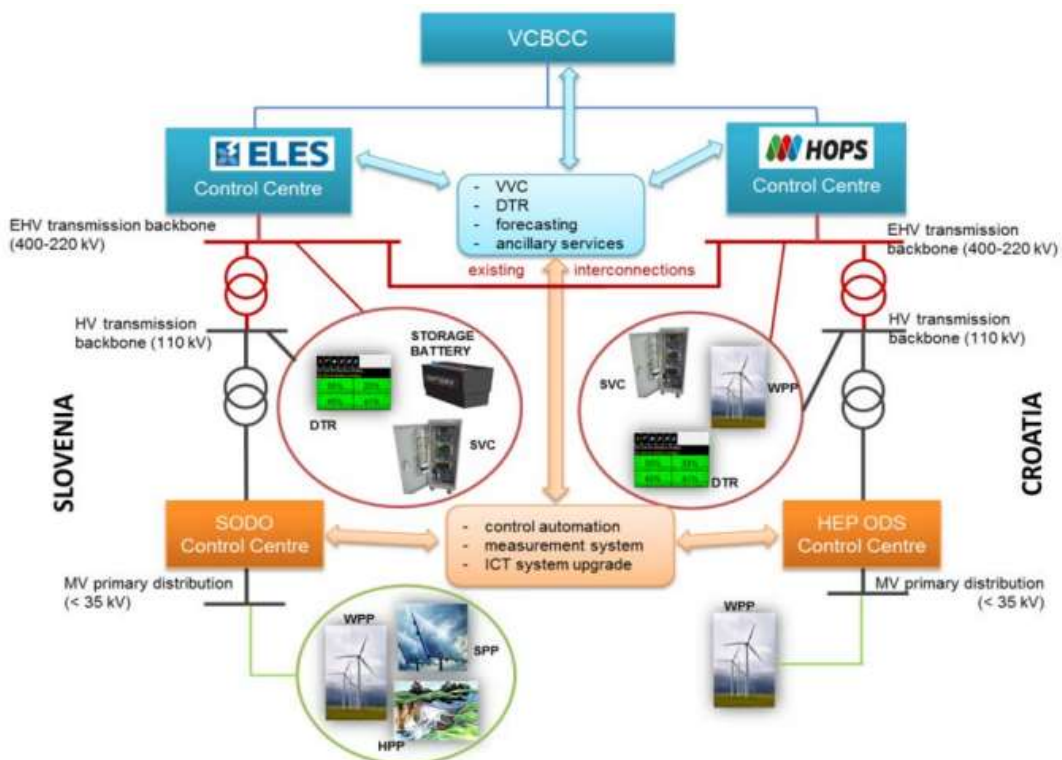 VCBCC
ELES
Control Centre
HOPS
Control Centre
- VVC
- DTR
- forecasting
- ancillary services
EHV transmission backbone
(400-220 kV)
EHV transmission
backbone (400-220 kV)
existing interconnections
HV transmission
backbone (110 kV)
HV transmission
backbone (110 kV)
STORAGE
BATTERY
DTR
SVC
SVC
WPP
DTR
SLOVENIA
CROATIA
SODO
Control Centre
- control automation
- measurement system
- ICT system upgrade
HEP ODS
Control Centre
MV primary distribution
(< 35 kV)
MV primary distribution
(< 35 kV)
WPP
SPP
HPP
WPP